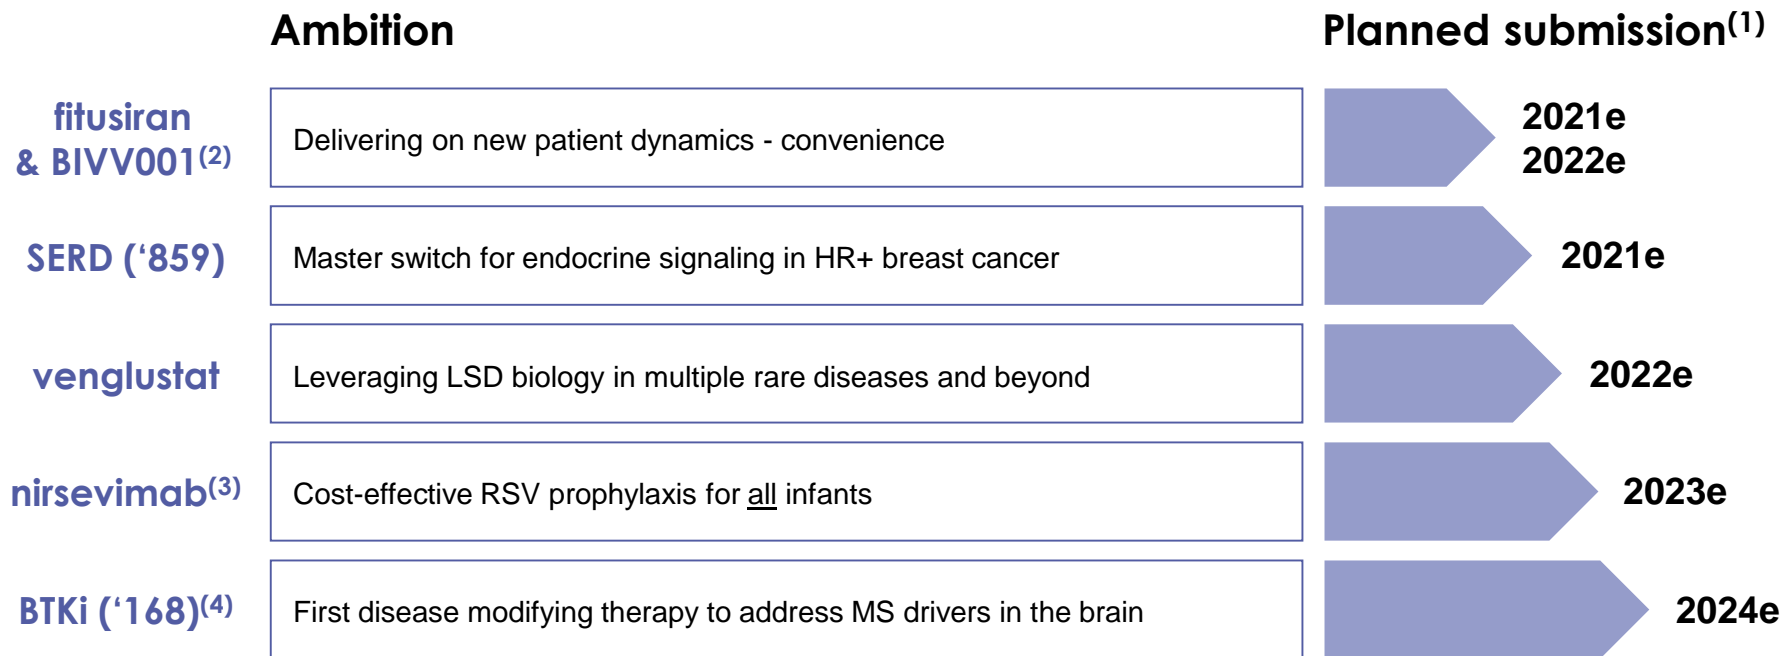 Ambition
Planned submission(1)
fitusiran
& BIVV001(2)
Delivering on new patient dynamics - convenience
2021e
2022e
SERD (‘859)
Master switch for endocrine signaling in HR+ breast cancer
2021e
venglustat
Leveraging LSD biology in multiple rare diseases and beyond
2022e
nirsevimab(3)
Cost-effective RSV prophylaxis for all infants
2023e
BTKi (‘168)(4)
First disease modifying therapy to address MS drivers in the brain
2024e